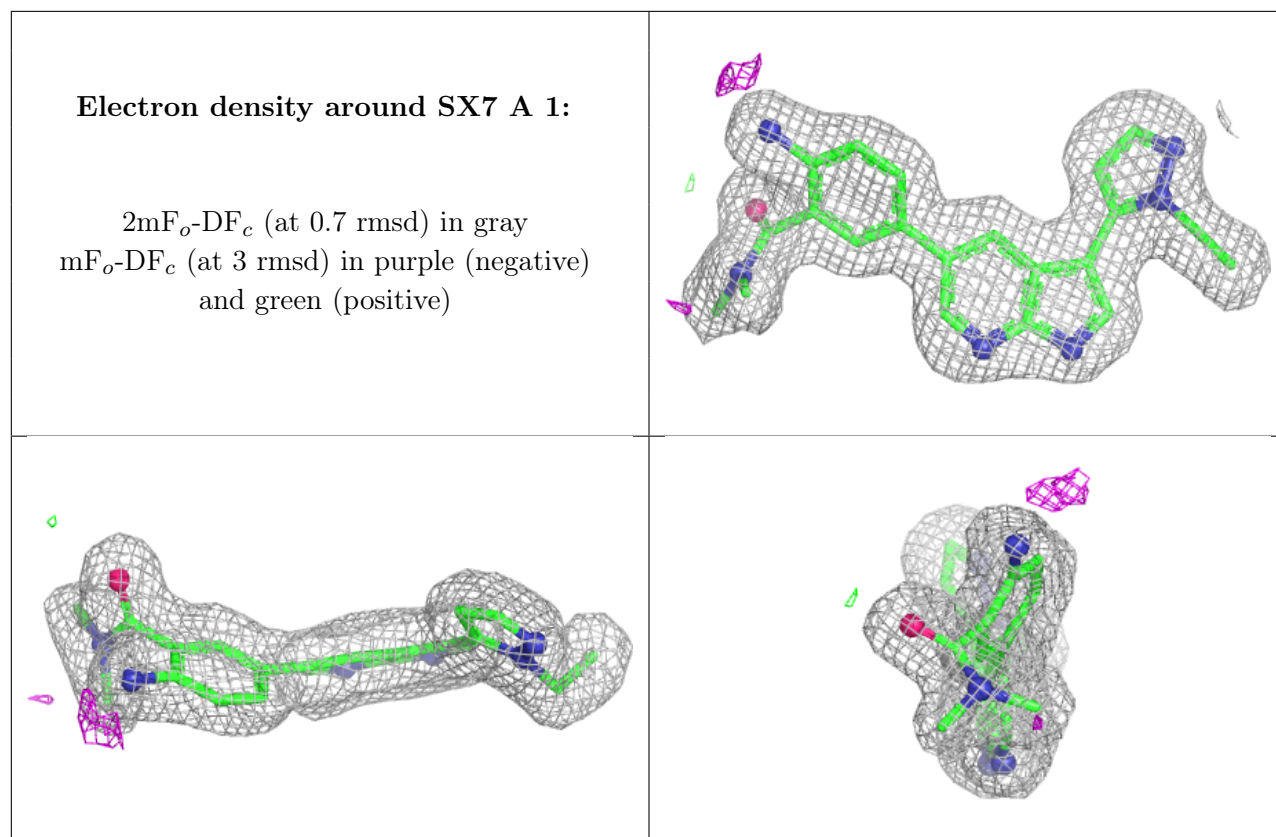 Electron density around SX7 A 1:
2mFo-DFc (at 0.7 rmsd) in gray
mFo-DFc (at 3 rmsd) in purple (negative)
and green (positive)